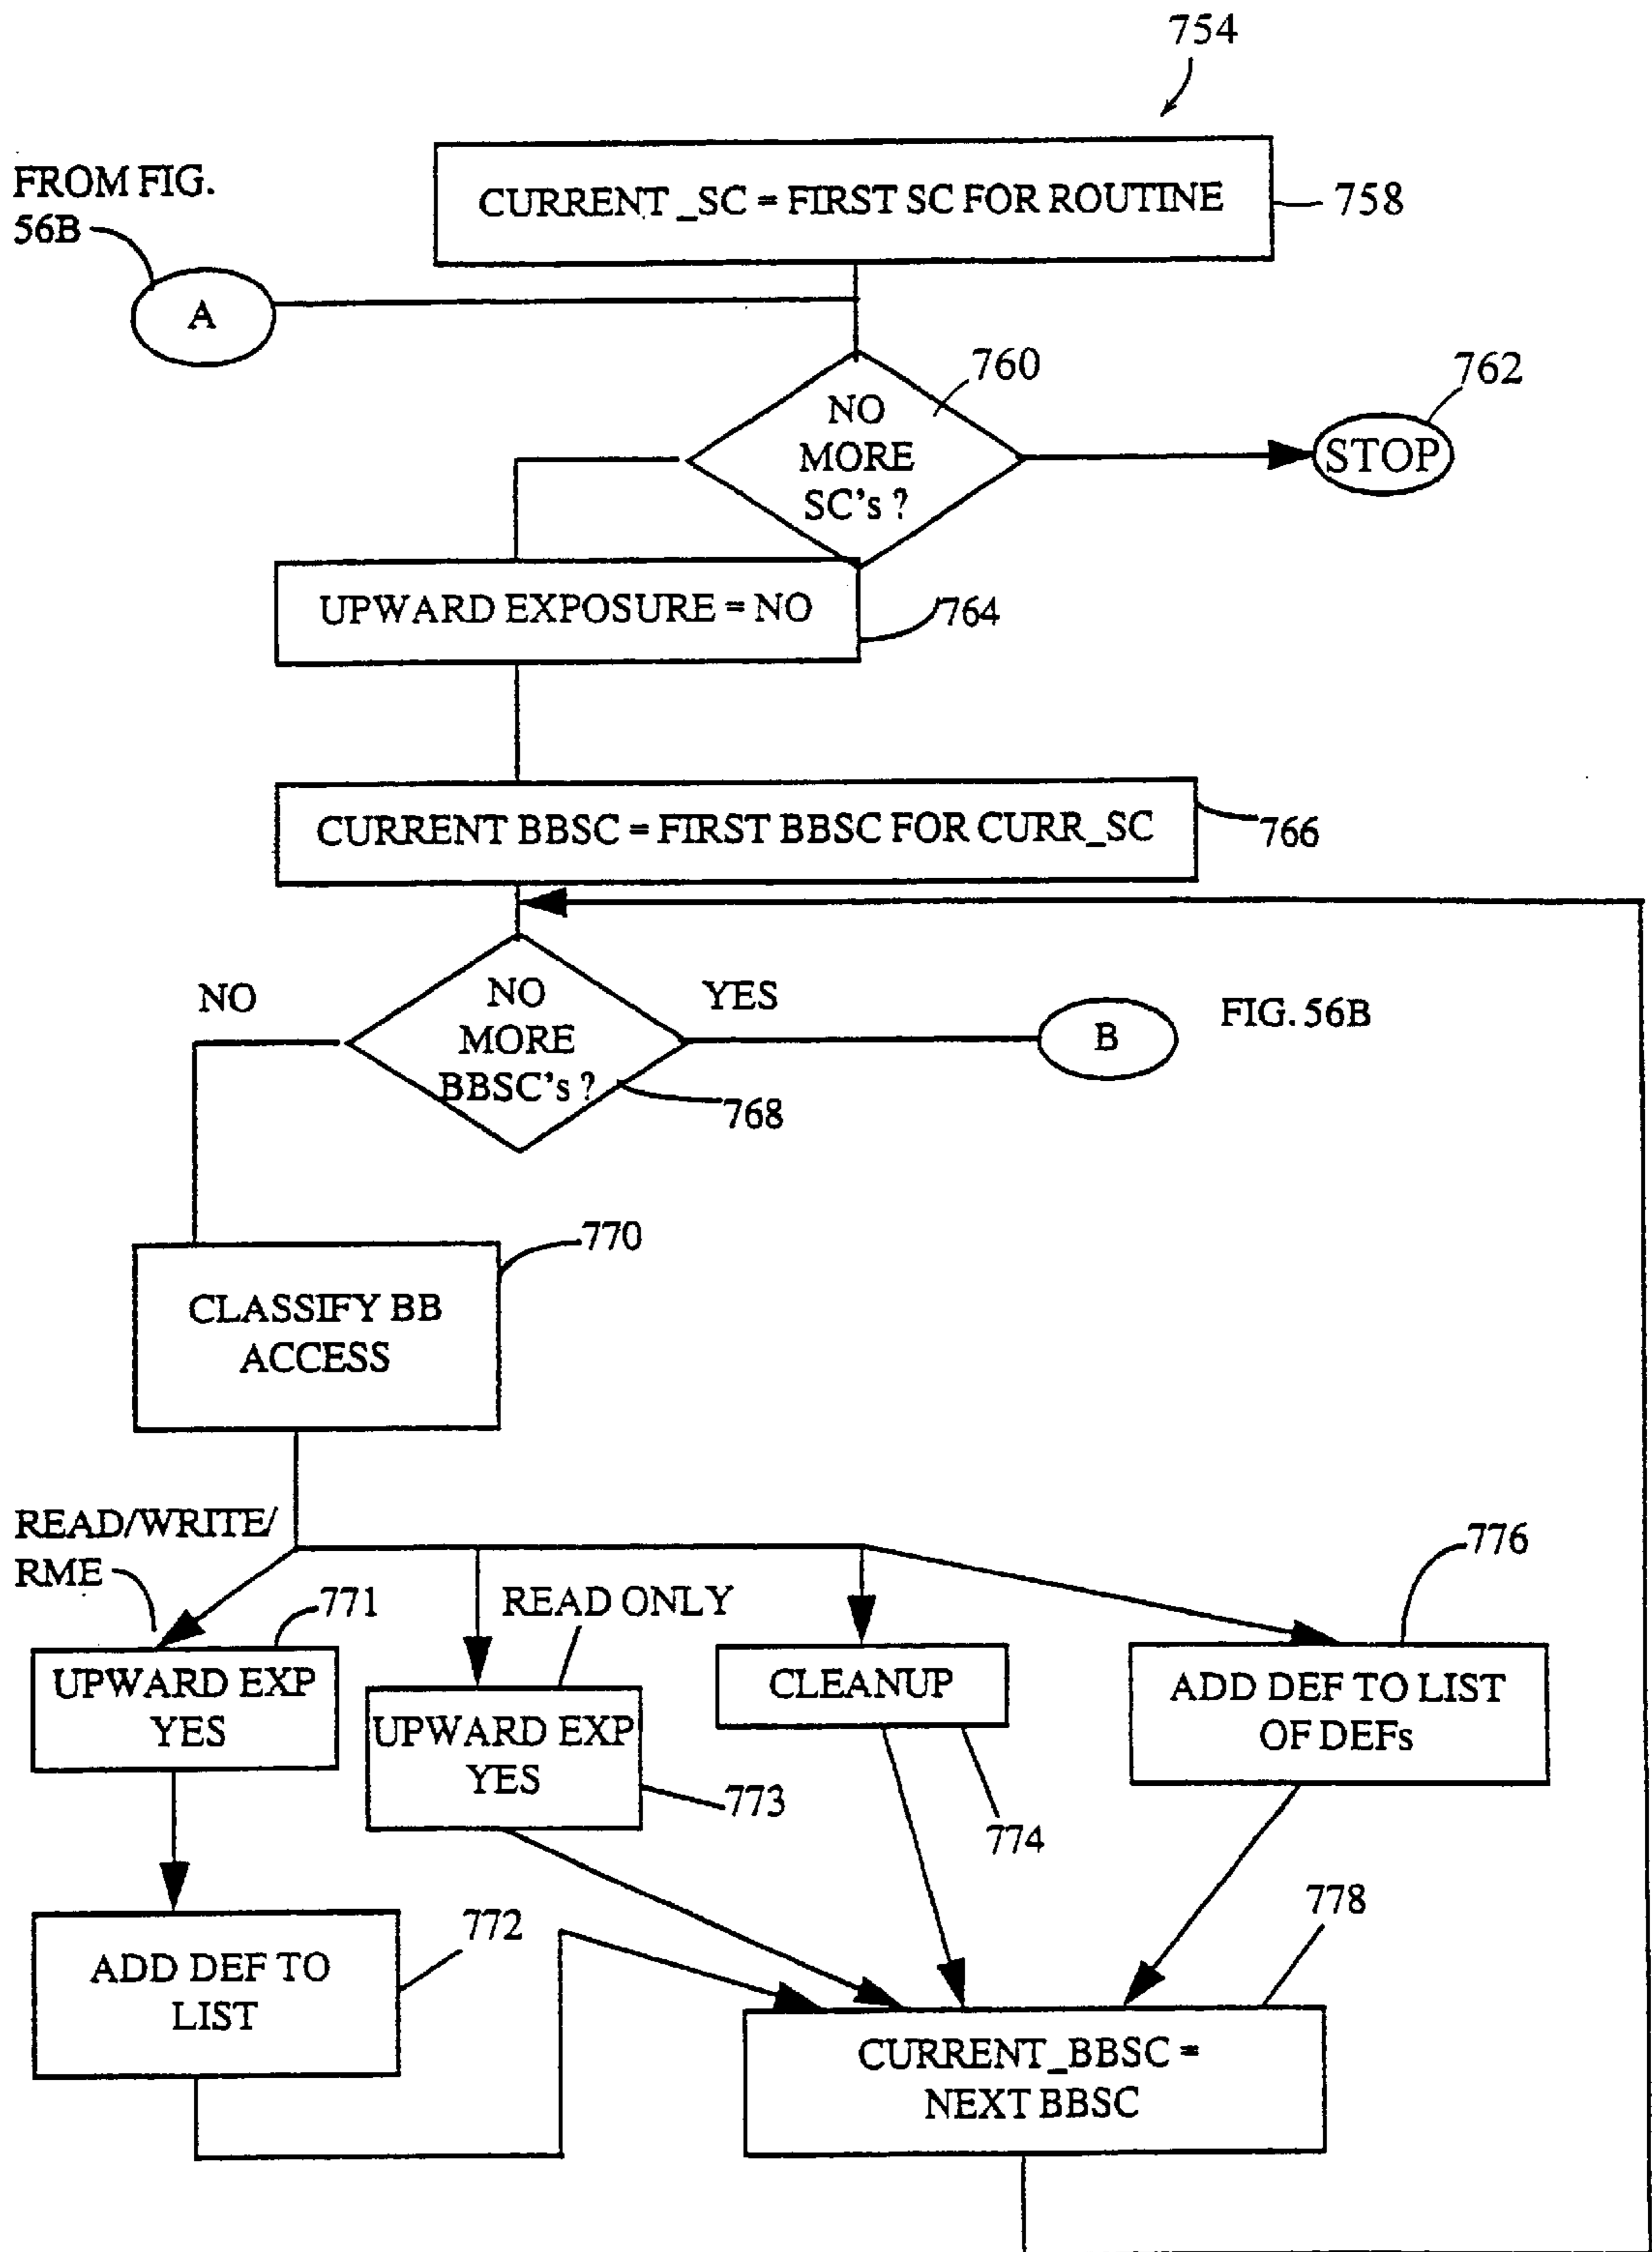 754
FROM FIG.
56B
CURRENT _SC = FIRST SC FOR ROUTINE
758
A
760
NO
MORE
SC's ?
762
STOP
UPWARD EXPOSURE = NO
764
CURRENT BBSC = FIRST BBSC FOR CURR_SC
766
NO
NO
MORE
BBSC's ?
YES
B
FIG. 56B
768
770
CLASSIFY BB
ACCESS
READ/WRITE/
RME
771
READ ONLY
776
UPWARD EXP
YES
UPWARD EXP
YES
773
CLEANUP
774
ADD DEF TO LIST
OF DEFs
778
772
ADD DEF TO
LIST
CURRENT_BBSC =
NEXT BBSC